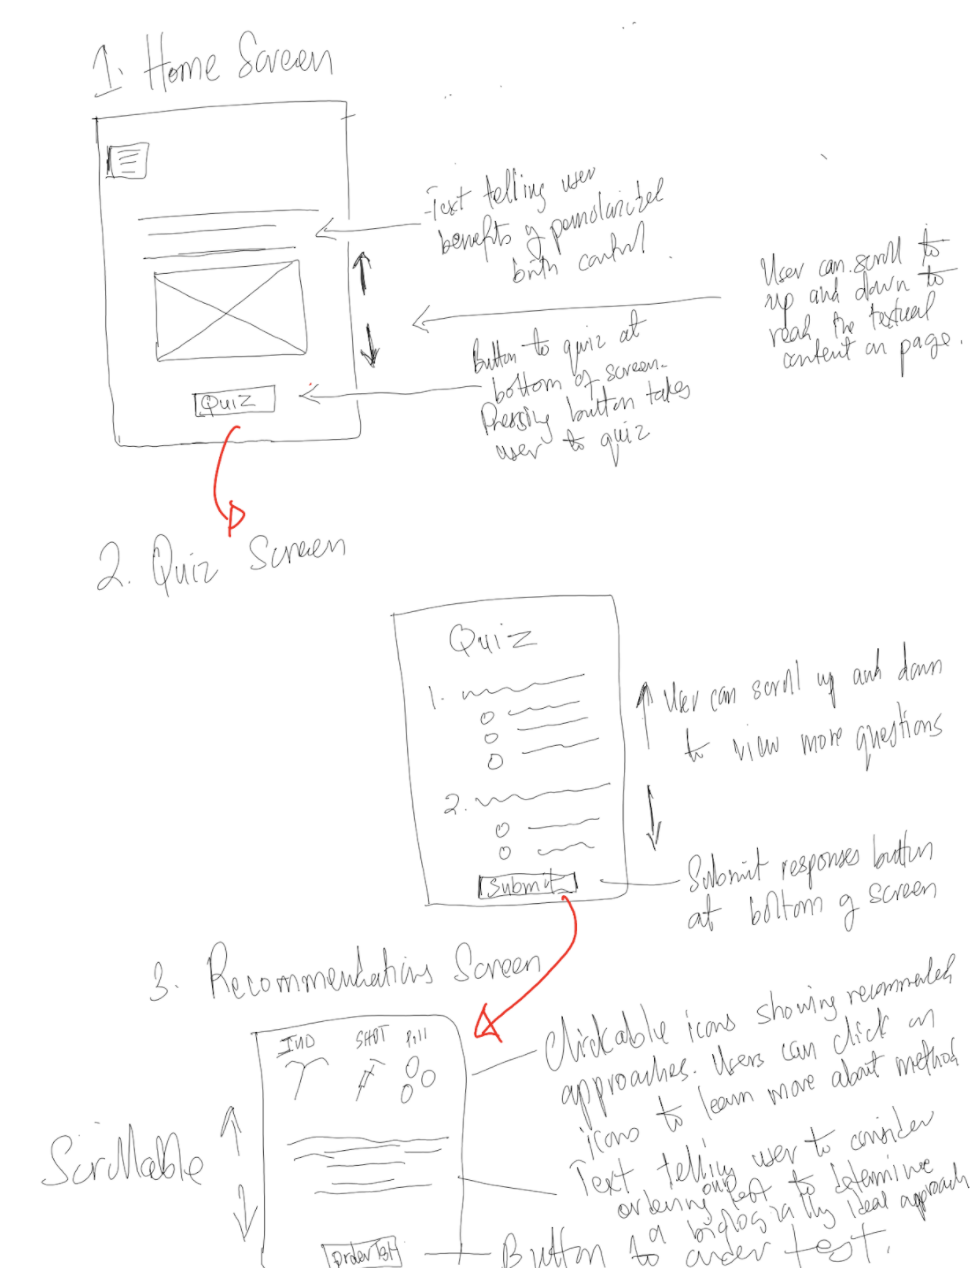 1. Home Screen
-Text telling user
benefits of personalized
birth control.
User can scroll to
up and down to
read the textual
content on page.
Button to quiz at
bottom of screen.
Pressing button takes
user to quiz
Quiz
2. Quiz Screen
Quiz
1.
2.
User can scroll up and down
to view more questions
Submit
Submit responses button
at bottom of screen
3. Recommendations Screen
IUD SHOT Pill
Clickable icons showing recommended
approaches. Users can click on
icons to learn more about method
Scrollable
Text telling user to consider
ordering our test to determine
a biologically ideal approach
Order Test
Button to order test.